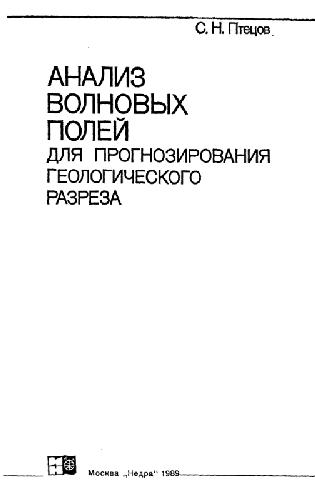 С. Н. Птецов
АНАЛИЗ
ВОЛНОВЫХ
ПОЛЕЙ
ДЛЯ ПРОГНОЗИРОВАНИЯ
ГЕОЛОГИЧЕСКОГО
РАЗРЕЗА
Москва „Недра" 1989